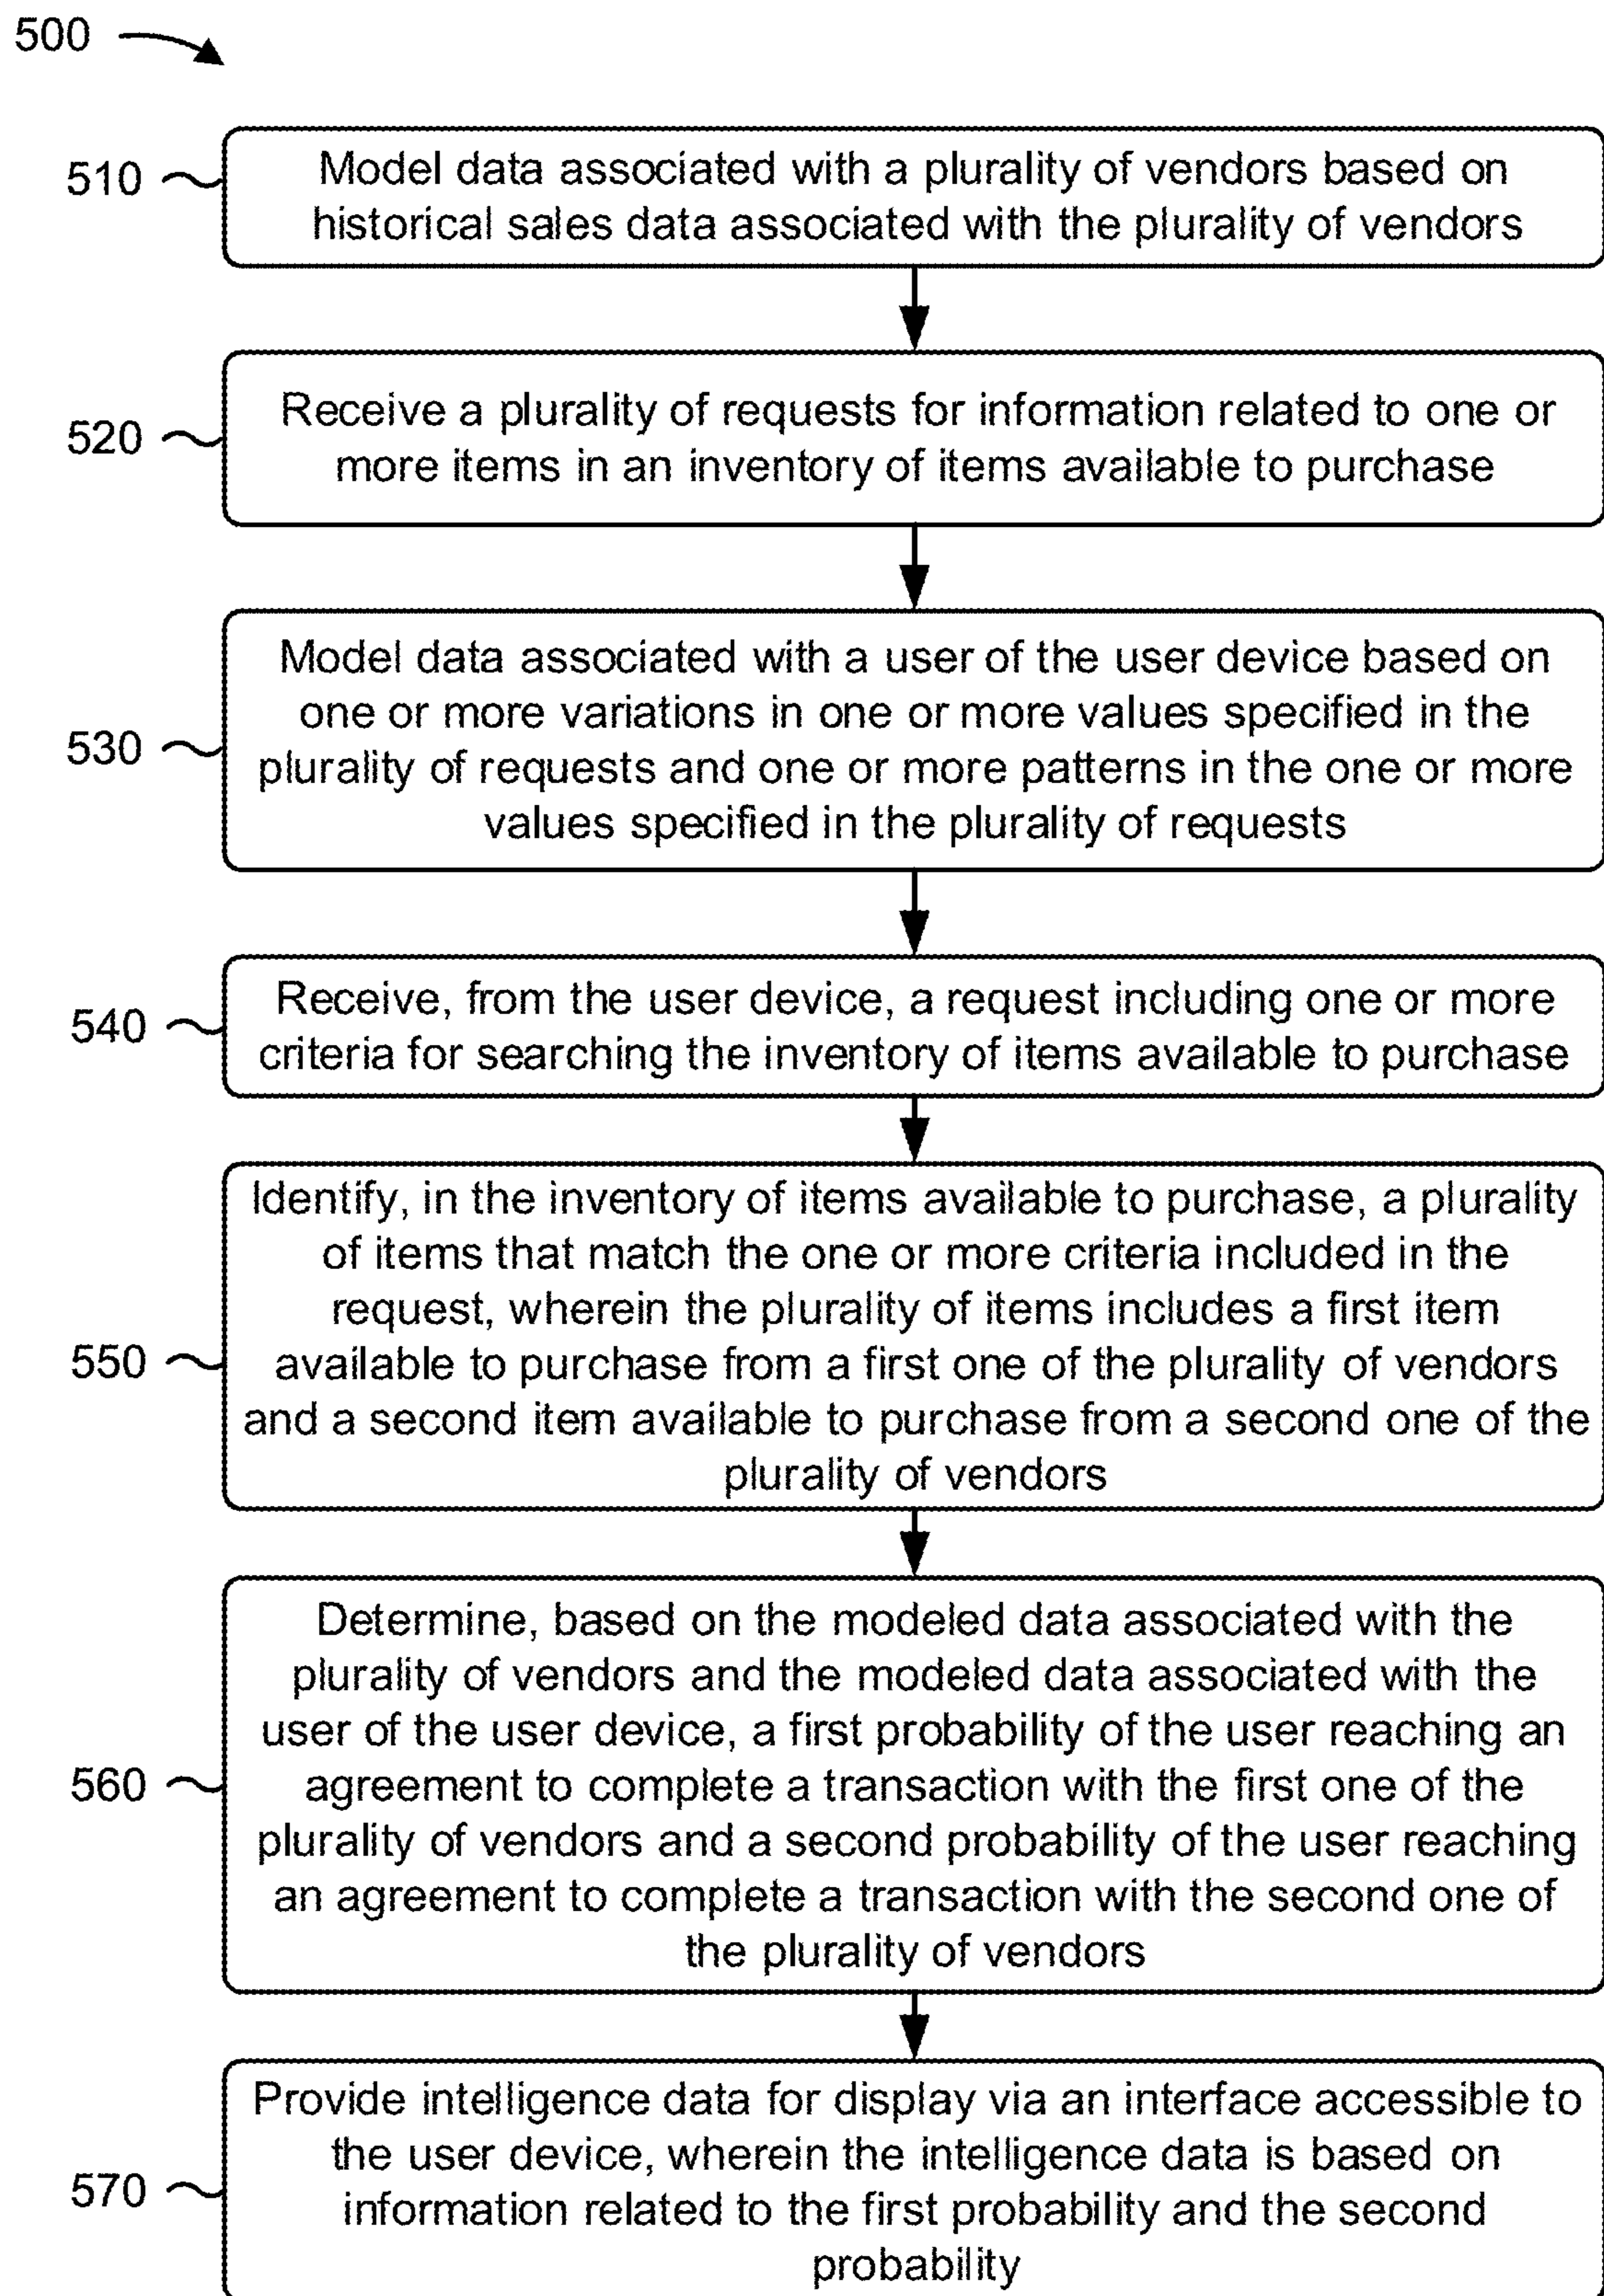 500
510
Model data associated with a plurality of vendors based on
historical sales data associated with the plurality of vendors
520
Receive a plurality of requests for information related to one or
more items in an inventory of items available to purchase
530
Model data associated with a user of the user device based on
one or more variations in one or more values specified in the
plurality of requests and one or more patterns in the one or more
values specified in the plurality of requests
540
Receive, from the user device, a request including one or more
criteria for searching the inventory of items available to purchase
550
Identify, in the inventory of items available to purchase, a plurality
of items that match the one or more criteria included in the
request, wherein the plurality of items includes a first item
available to purchase from a first one of the plurality of vendors
and a second item available to purchase from a second one of the
plurality of vendors
560
Determine, based on the modeled data associated with the
plurality of vendors and the modeled data associated with the
user of the user device, a first probability of the user reaching an
agreement to complete a transaction with the first one of the
plurality of vendors and a second probability of the user reaching
an agreement to complete a transaction with the second one of
the plurality of vendors
570
Provide intelligence data for display via an interface accessible to
the user device, wherein the intelligence data is based on
information related to the first probability and the second
probability